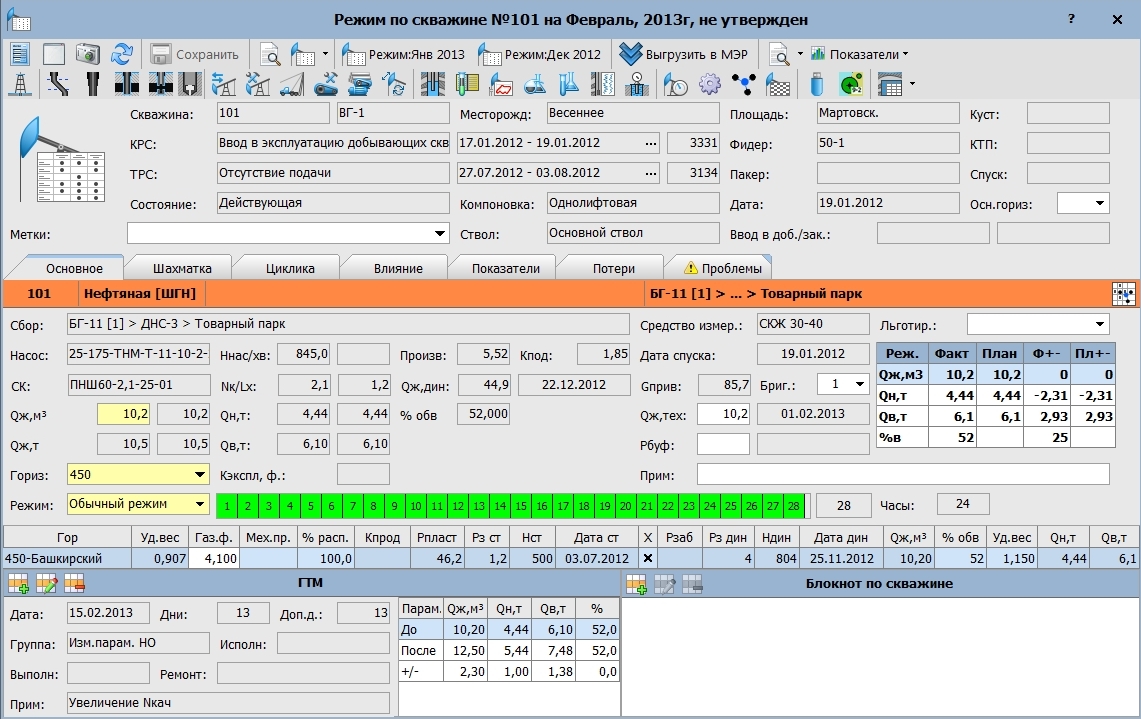 Режим по скважине №101 на Февраль, 2013г, не утвержден ? ×
Сохранить Режим:Янв 2013 Режим:Дек 2012 Выгрузить в МЭР Показатели
Скважина: 101 ВГ-1 Месторожд: Весеннее Площадь: Мартовск. Куст:
КРС: Ввод в эксплуатацию добывающих скв 17.01.2012 - 19.01.2012 ... 3331 Фидер: 50-1 КТП:
ТРС: Отсутствие подачи 27.07.2012 - 03.08.2012 ... 3134 Пакер: Спуск:
Состояние: Действующая Компоновка: Однолифтовая Дата: 19.01.2012 Осн.гориз:
Метки: Ствол: Основной ствол Ввод в доб./зак.:
Основное Шахматка Циклика Влияние Показатели Потери Проблемы
101 Нефтяная [ШГН] БГ-11 [1] > ... > Товарный парк
Сбор: БГ-11 [1] > ДНС-3 > Товарный парк Средство измер.: СКЖ 30-40 Льготир.:
Насос: 25-175-ТНМ-Т-11-10-2- Ннас/хв: 845,0 Произв: 5,52 Кпод: 1,85 Дата спуска: 19.01.2012
СК: ПНШ60-2,1-25-01 Nк/Lх: 2,1 1,2 Qж,дин: 44,9 22.12.2012 Gприв: 85,7 Бриг.: 1
Qж,м³ 10,2 10,2 Qн,т: 4,44 4,44 % обв 52,000 Qж,тех: 10,2 01.02.2013
Qж,т 10,5 10,5 Qв,т: 6,10 6,10 Рбуф:
Реж. Факт План Ф+- Пл+-
Qж,м3 10,2 10,2 0 0
Qн,т 4,44 4,44 -2,31 -2,31
Qв,т 6,1 6,1 2,93 2,93
%в 52 25
Гориз: 450 Кэкспл, ф.: Прим:
Режим: Обычный режим 1 2 3 4 5 6 7 8 9 10 11 12 13 14 15 16 17 18 19 20 21 22 23 24 25 26 27 28 28 Часы: 24
Гор Уд.вес Газ.ф. Мех.пр. % расп. Кпрод Рпласт Рз ст Нст Дата ст X Рзаб Рз дин Ндин Дата дин Qж,м³ % обв Уд.вес Qн,т Qв,т
450-Башкирский 0,907 4,100 100,0 46,2 1,2 500 03.07.2012 × 4 804 25.11.2012 10,20 52 1,150 4,44 6,1
ГТМ Блокнот по скважине
Дата: 15.02.2013 Дни: 13 Доп.д.: 13
Группа: Изм.парам. НО Исполн:
Выполн: Ремонт:
Прим: Увеличение Nкач
Парам. Qж,м³ Qн,т Qв,т %
До 10,20 4,44 6,10 52,0
После 12,50 5,44 7,48 52,0
+/- 2,30 1,00 1,38 0,0